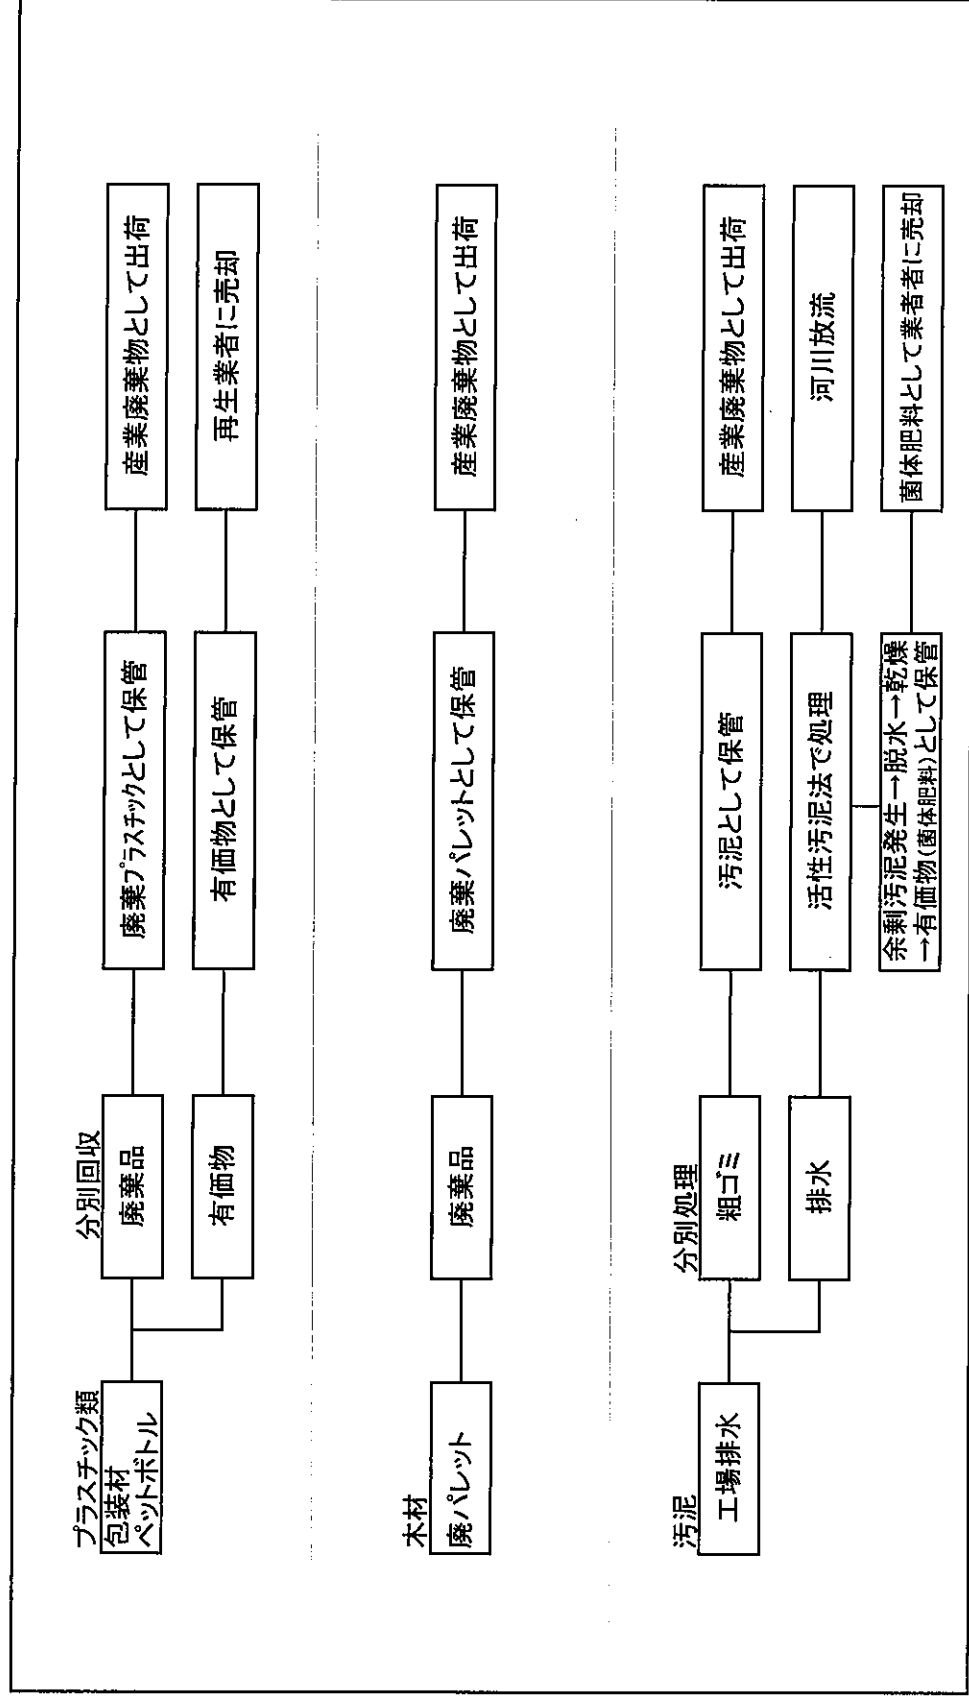 プラスチック類
包装材
ペットボトル
分別回収
廃棄品
廃棄プラスチックとして保管
産業廃棄物として出荷
有価物
有価物として保管
再生業者に売却
木材
廃パレット
廃棄品
廃棄パレットとして保管
産業廃棄物として出荷
汚泥
工場排水
分別処理
粗ゴミ
汚泥として保管
産業廃棄物として出荷
排水
活性汚泥法で処理
河川放流
余剰汚泥発生→脱水→乾燥
→有価物(菌体肥料)として保管
菌体肥料として業者者に売却